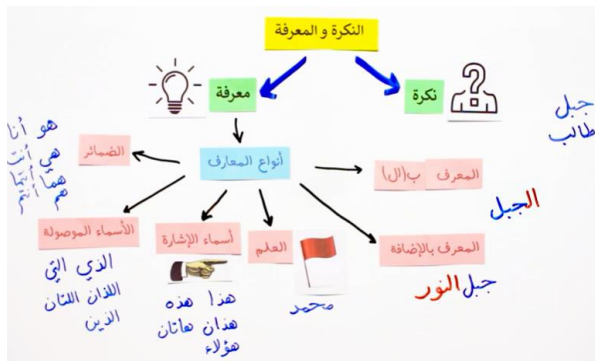 النكرة و المعرفة
نكرة
معرفة
جبل
طالب
أنواع المعارف
الضمائر
هو أنا
هي أنت
هما أنتما
هم أنتم
المعرف ب(ال)
الجبل
المعرف بالإضافة
جبل النور
العلم
محمد
أسماء الإشارة
هذا هذه
هذان هاتان
هؤلاء
الأسماء الموصولة
الذي التي
اللذان اللتان
الذين